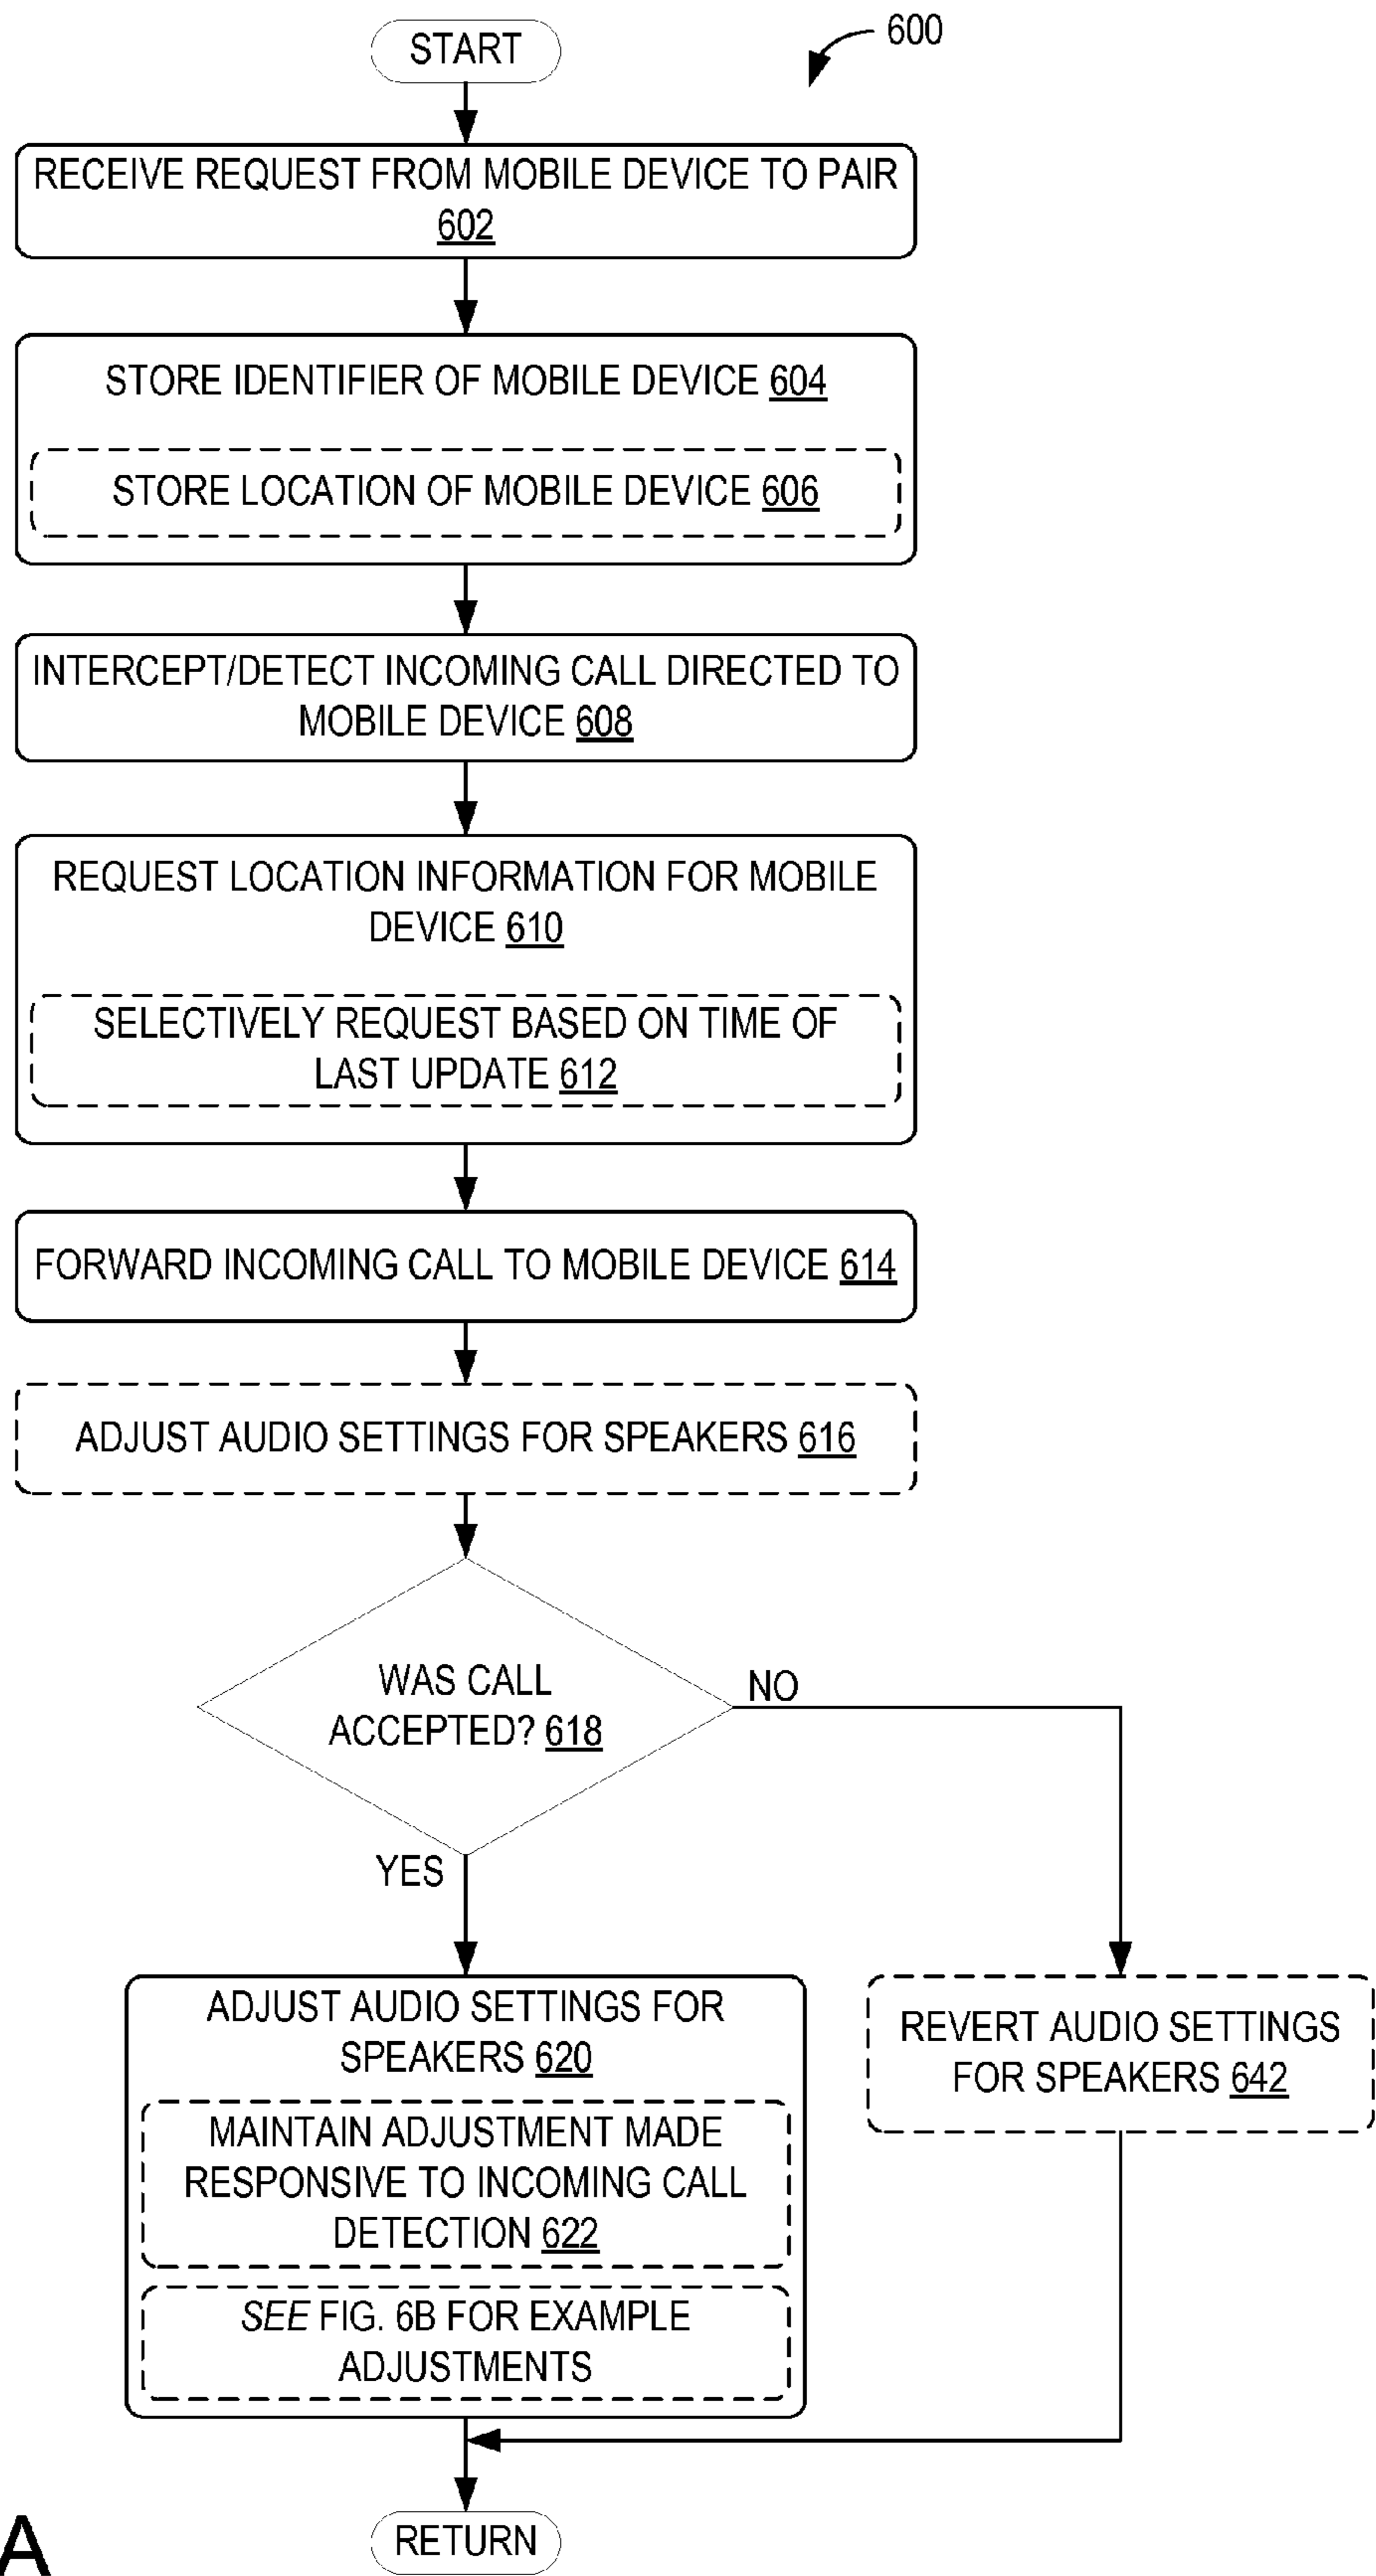 START
600
RECEIVE REQUEST FROM MOBILE DEVICE TO PAIR
602
STORE IDENTIFIER OF MOBILE DEVICE 604
STORE LOCATION OF MOBILE DEVICE 606
INTERCEPT/DETECT INCOMING CALL DIRECTED TO
MOBILE DEVICE 608
REQUEST LOCATION INFORMATION FOR MOBILE
DEVICE 610
SELECTIVELY REQUEST BASED ON TIME OF
LAST UPDATE 612
FORWARD INCOMING CALL TO MOBILE DEVICE 614
ADJUST AUDIO SETTINGS FOR SPEAKERS 616
WAS CALL
ACCEPTED? 618
NO
YES
ADJUST AUDIO SETTINGS FOR
SPEAKERS 620
MAINTAIN ADJUSTMENT MADE
RESPONSIVE TO INCOMING CALL
DETECTION 622
SEE FIG. 6B FOR EXAMPLE
ADJUSTMENTS
REVERT AUDIO SETTINGS
FOR SPEAKERS 642
RETURN
A